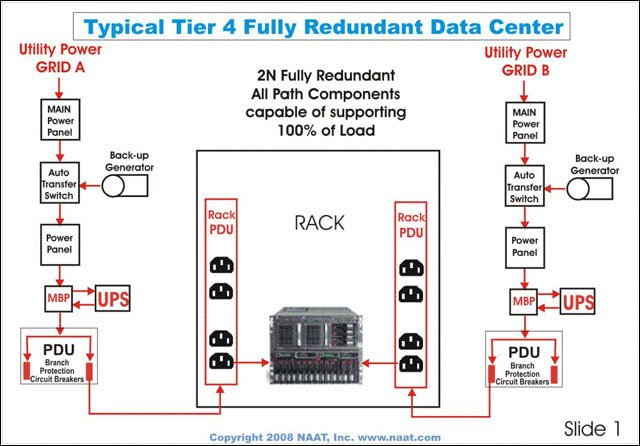 Typical Tier 4 Fully Redundant Data Center
Utility Power
GRID A
MAIN
Power
Panel
Auto
Transfer
Switch
Back-up
Generator
Power
Panel
MBP
UPS
PDU
Branch
Protection
Circuit Breakers
2N Fully Redundant
All Path Components
capable of supporting
100% of Load
RACK
Rack
PDU
Rack
PDU
Utility Power
GRID B
MAIN
Power
Panel
Auto
Transfer
Switch
Back-up
Generator
Power
Panel
MBP
UPS
PDU
Branch
Protection
Circuit Breakers
Copyright 2008 NAAT, Inc. www.naat.com
Slide 1